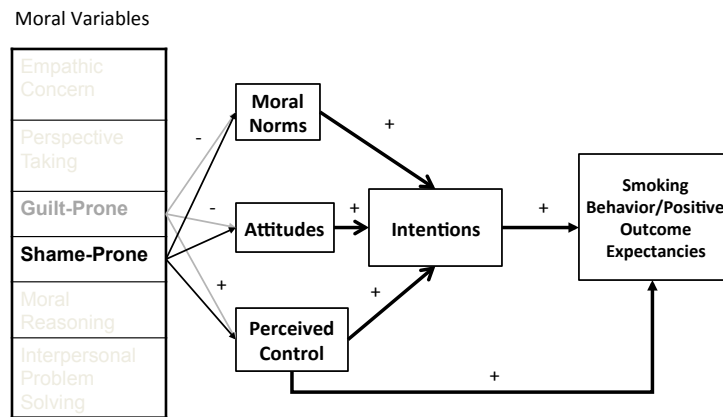 Moral Variables
Empathic
Concern
Perspective
Taking
Guilt-Prone
Shame-Prone
Moral
Reasoning
Interpersonal
Problem
Solving
-
-
+
Moral
Norms
Attitudes
Perceived
Control
+
+
+
Intentions
+
+
Smoking
Behavior/Positive
Outcome
Expectancies